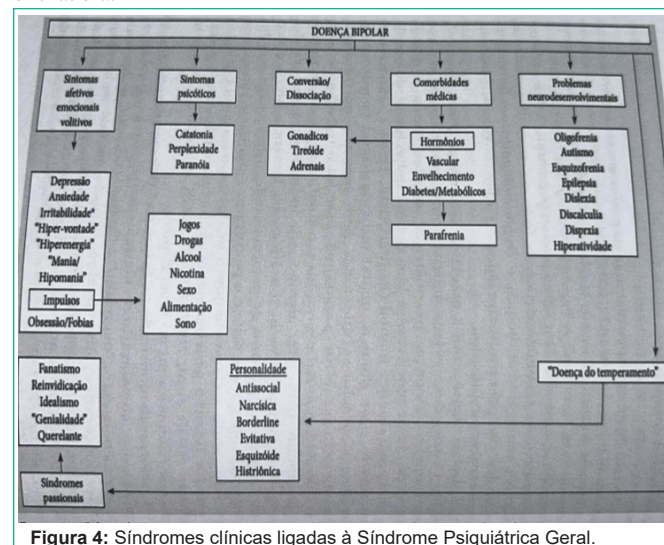 DOENÇA BIPOLAR
Sintomas
afetivos
emocionais
volitivos
Sintomas
psicóticos
Conversão/
Dissociação
Comorbidades
médicas
Problemas
neurodesenvolvimentais
Catatonia
Perplexidade
Paranóia
Gonadicos
Tireóide
Adrenais
Hormônios
Vascular
Envelhecimento
Diabetes/Metabólicos
Oligofrenia
Autismo
Esquizofrenia
Epilepsia
Dislexia
Discalculia
Disprxia
Hiperatividade
Depressão
Ansiedade
Irritabilidade"
"Hiper-vontade"
"Hiperenergia"
"Mania/
Hipomania"
Impulsos
Obsessão/Fobias
Jogos
Drogas
Alcool
Nicotina
Sexo
Alimentação
Sono
Parafrenia
Fanatismo
Reinvidicação
Idealismo
"Genialidade"
Querelante
Personalidade
Antissocial
Narcísica
Borderline
Evitativa
Esquizóide
Histriônica
"Doença do temperamento"
Síndromes
passionais
Figura 4: Síndromes clínicas ligadas à Síndrome Psiquiátrica Geral.